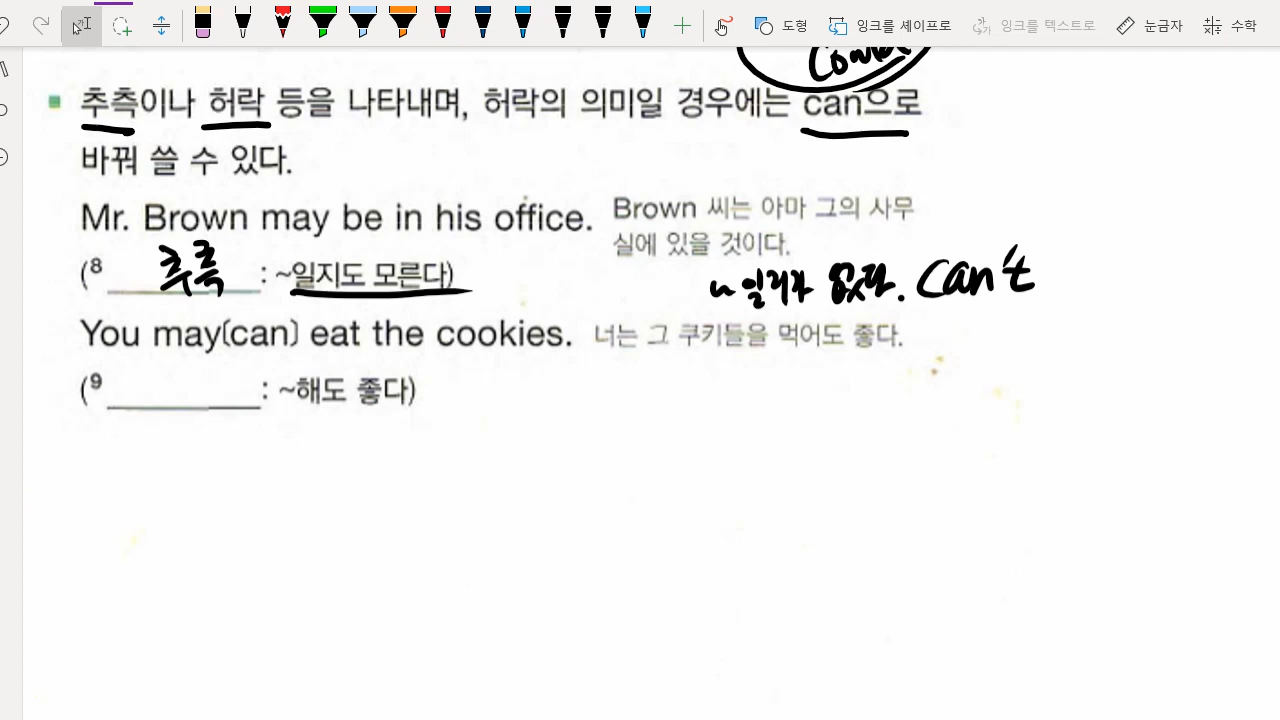 도형 잉크를 셰이프로 잉크를 텍스트로 눈금자 수학
추측이나 허락 등을 나타내며, 허락의 의미일 경우에는 can으로
바꿔 쓸 수 있다.
Mr. Brown may be in his office. Brown 씨는 아마 그의 사무
실에 있을 것이다.
(8 추측 : ~일지도 모른다) ~일리가 없다. can't
You may(can) eat the cookies. 너는 그 쿠키들을 먹어도 좋다.
(9 : ~해도 좋다)